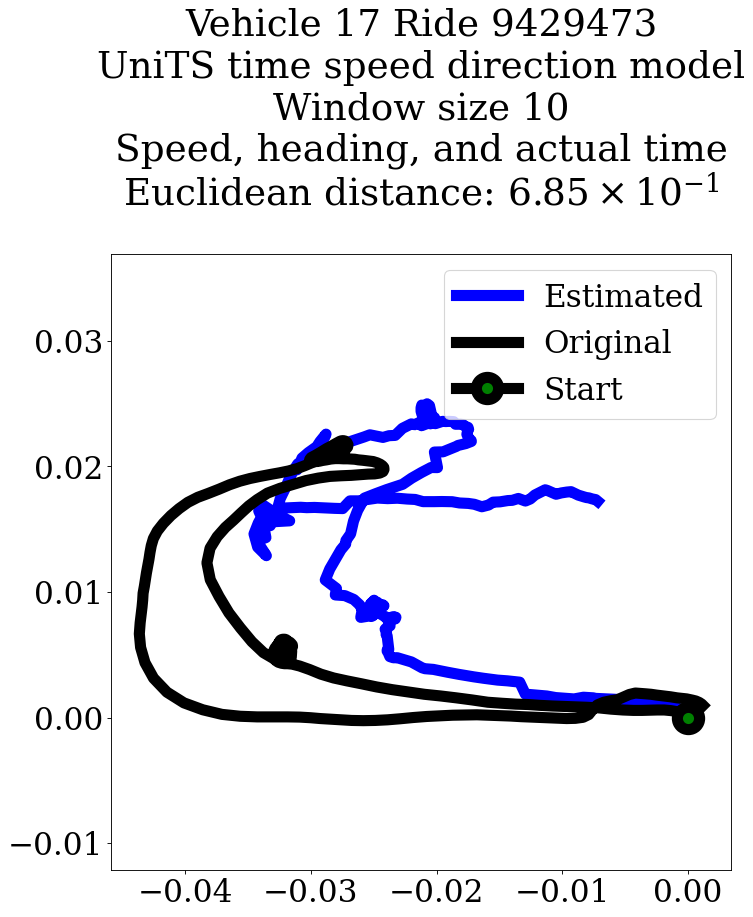 Vehicle 17 Ride 9429473
UniTS time speed direction model
Window size 10
Speed, heading, and actual time
Euclidean distance: 6.85 × 10⁻¹
Estimated
Original
Start
0.03
0.02
0.01
0.00
−0.01
−0.04 −0.03 −0.02 −0.01 0.00